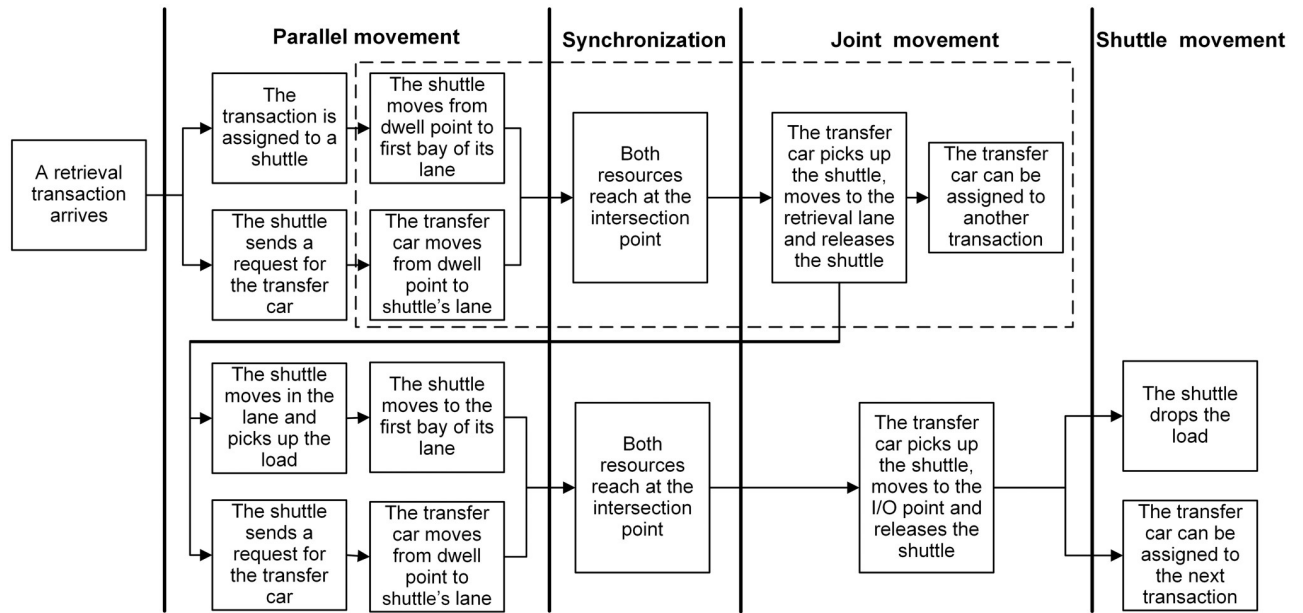 Parallel movement
Synchronization
Joint movement
Shuttle movement
A retrieval
transaction
arrives
The
transaction is
assigned to a
shuttle
The shuttle
moves from
dwell point to
first bay of its
lane
The shuttle
sends a
request for
the transfer
car
The transfer
car moves
from dwell
point to
shuttle's lane
Both
resources
reach at the
intersection
point
The transfer
car picks up
the shuttle,
moves to the
retrieval lane
and releases
the shuttle
The transfer
car can be
assigned to
another
transaction
The shuttle
moves in the
lane and
picks up the
load
The shuttle
moves to the
first bay of its
lane
The shuttle
sends a
request for
the transfer
car
The transfer
car moves
from dwell
point to
shuttle's lane
Both
resources
reach at the
intersection
point
The transfer
car picks up
the shuttle,
moves to the
I/O point and
releases the
shuttle
The shuttle
drops the
load
The transfer
car can be
assigned to
the next
transaction